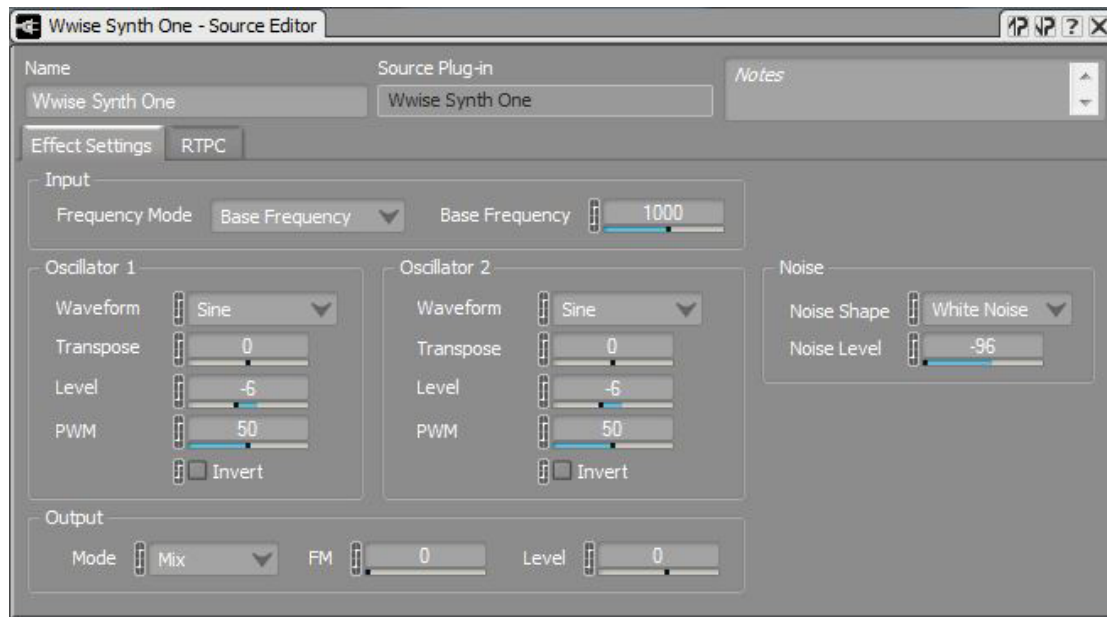 Wwise Synth One - Source Editor
Name
Source Plug-in
Notes
Wwise Synth One
Wwise Synth One
Effect Settings
RTPC
Input
Frequency Mode
Base Frequency
Base Frequency
1000
Oscillator 1
Waveform
Sine
Transpose
0
Level
-6
PWM
50
Invert
Oscillator 2
Waveform
Sine
Transpose
0
Level
-6
PWM
50
Invert
Noise
Noise Shape
White Noise
Noise Level
-96
Output
Mode
Mix
FM
0
Level
0